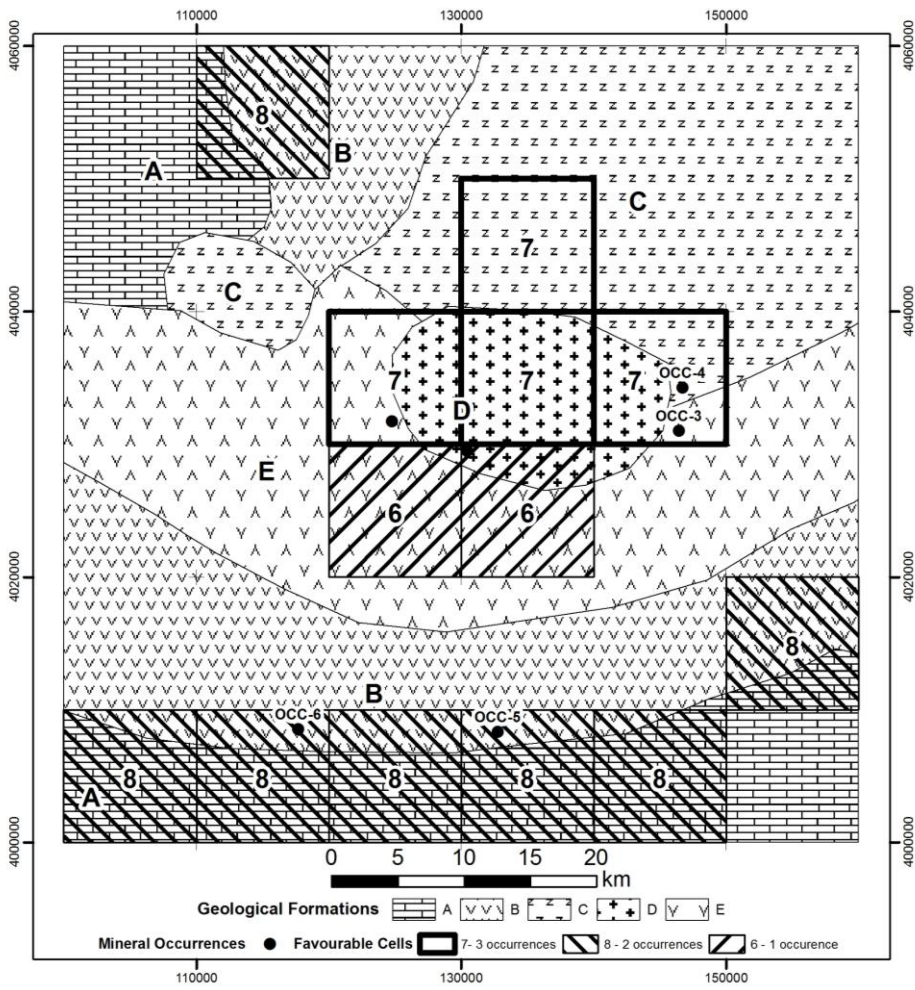 110000 130000 150000
4060000 4060000
8
B
A
C
7
C
4040000 4040000
7 7 7 OCC-4
D
OCC-3
E
6 6
4020000 4020000
8
B
OCC-6 OCC-5
8 8 8 8 8
A
4000000 4000000
0 5 10 15 20
km
Geological Formations A B C D E
Mineral Occurrences Favourable Cells 7- 3 occurrences 8 - 2 occurrences 6 - 1 occurence
110000 130000 150000